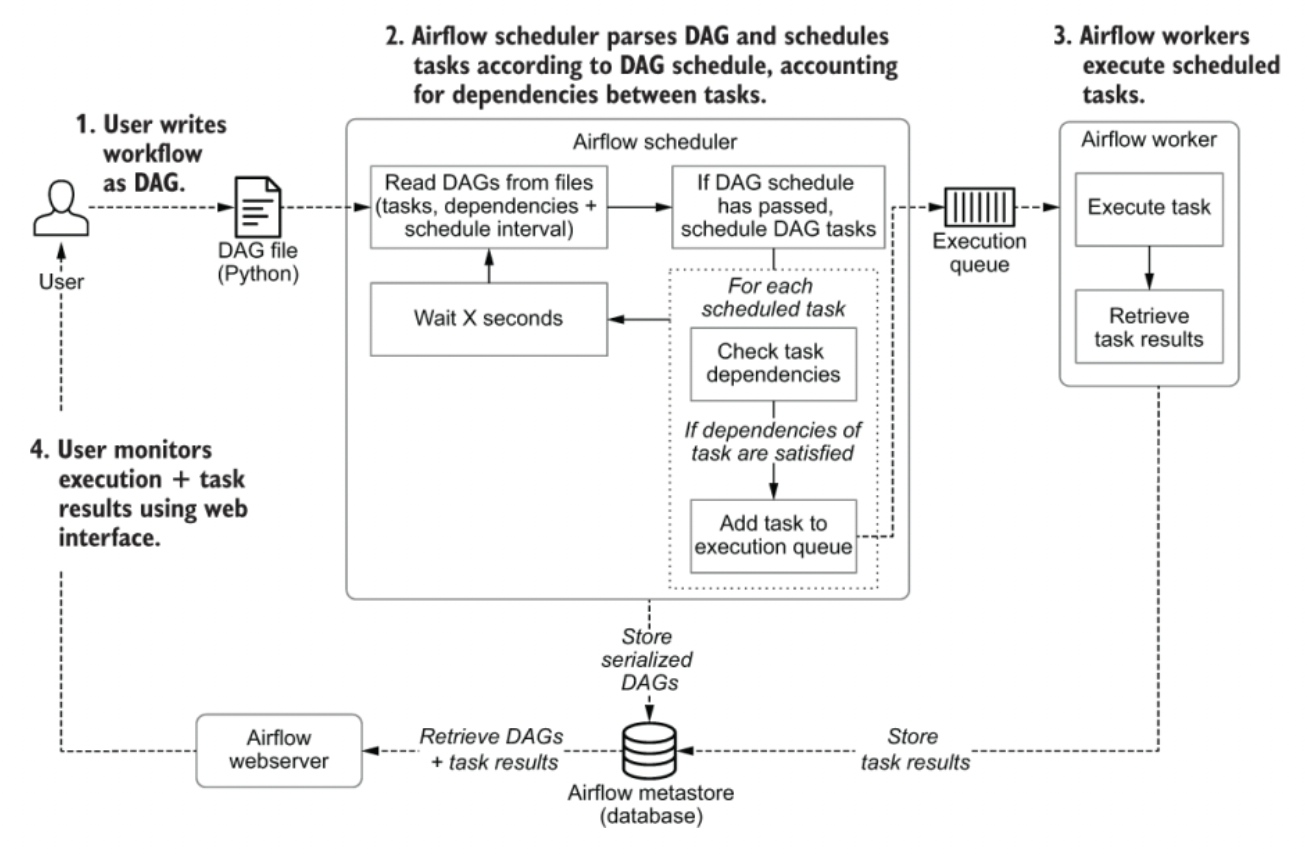 2. Airflow scheduler parses DAG and schedules
tasks according to DAG schedule, accounting
for dependencies between tasks.
3. Airflow workers
execute scheduled
tasks.
1. User writes
workflow
as DAG.
User
DAG file
(Python)
Airflow scheduler
Read DAGs from files
(tasks, dependencies +
schedule interval)
If DAG schedule
has passed,
schedule DAG tasks
Wait X seconds
For each
scheduled task
Check task
dependencies
If dependencies of
task are satisfied
Add task to
execution queue
Execution
queue
Airflow worker
Execute task
Retrieve
task results
4. User monitors
execution + task
results using web
interface.
Store
serialized
DAGs
Airflow
webserver
Retrieve DAGs
+ task results
Airflow metastore
(database)
Store
task results